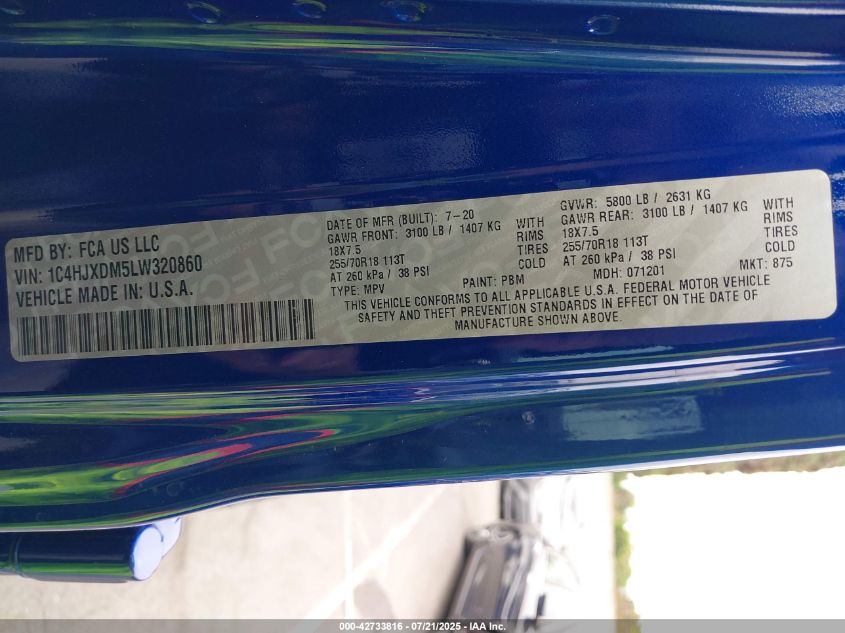 MFD BY: FCA US LLC
VIN: 1C4HJXDM5LW320860
VEHICLE MADE IN: U.S.A.
DATE OF MFR (BUILT): 7-20
GAWR FRONT: 3100 LB / 1407 KG WITH
18X7.5 RIMS
255/70R18 113T TIRES
AT 260 kPa / 38 PSI COLD
TYPE: MPV PAINT: PBM
GVWR: 5800 LB / 2631 KG
GAWR REAR: 3100 LB / 1407 KG WITH
18X7.5 RIMS
255/70R18 113T TIRES
AT 260 kPa / 38 PSI COLD
MDH: 071201 MKT: 875
THIS VEHICLE CONFORMS TO ALL APPLICABLE U.S.A. FEDERAL MOTOR VEHICLE
SAFETY AND THEFT PREVENTION STANDARDS IN EFFECT ON THE DATE OF
MANUFACTURE SHOWN ABOVE.
000-42733816 - 07/21/2025 - IAA Inc.